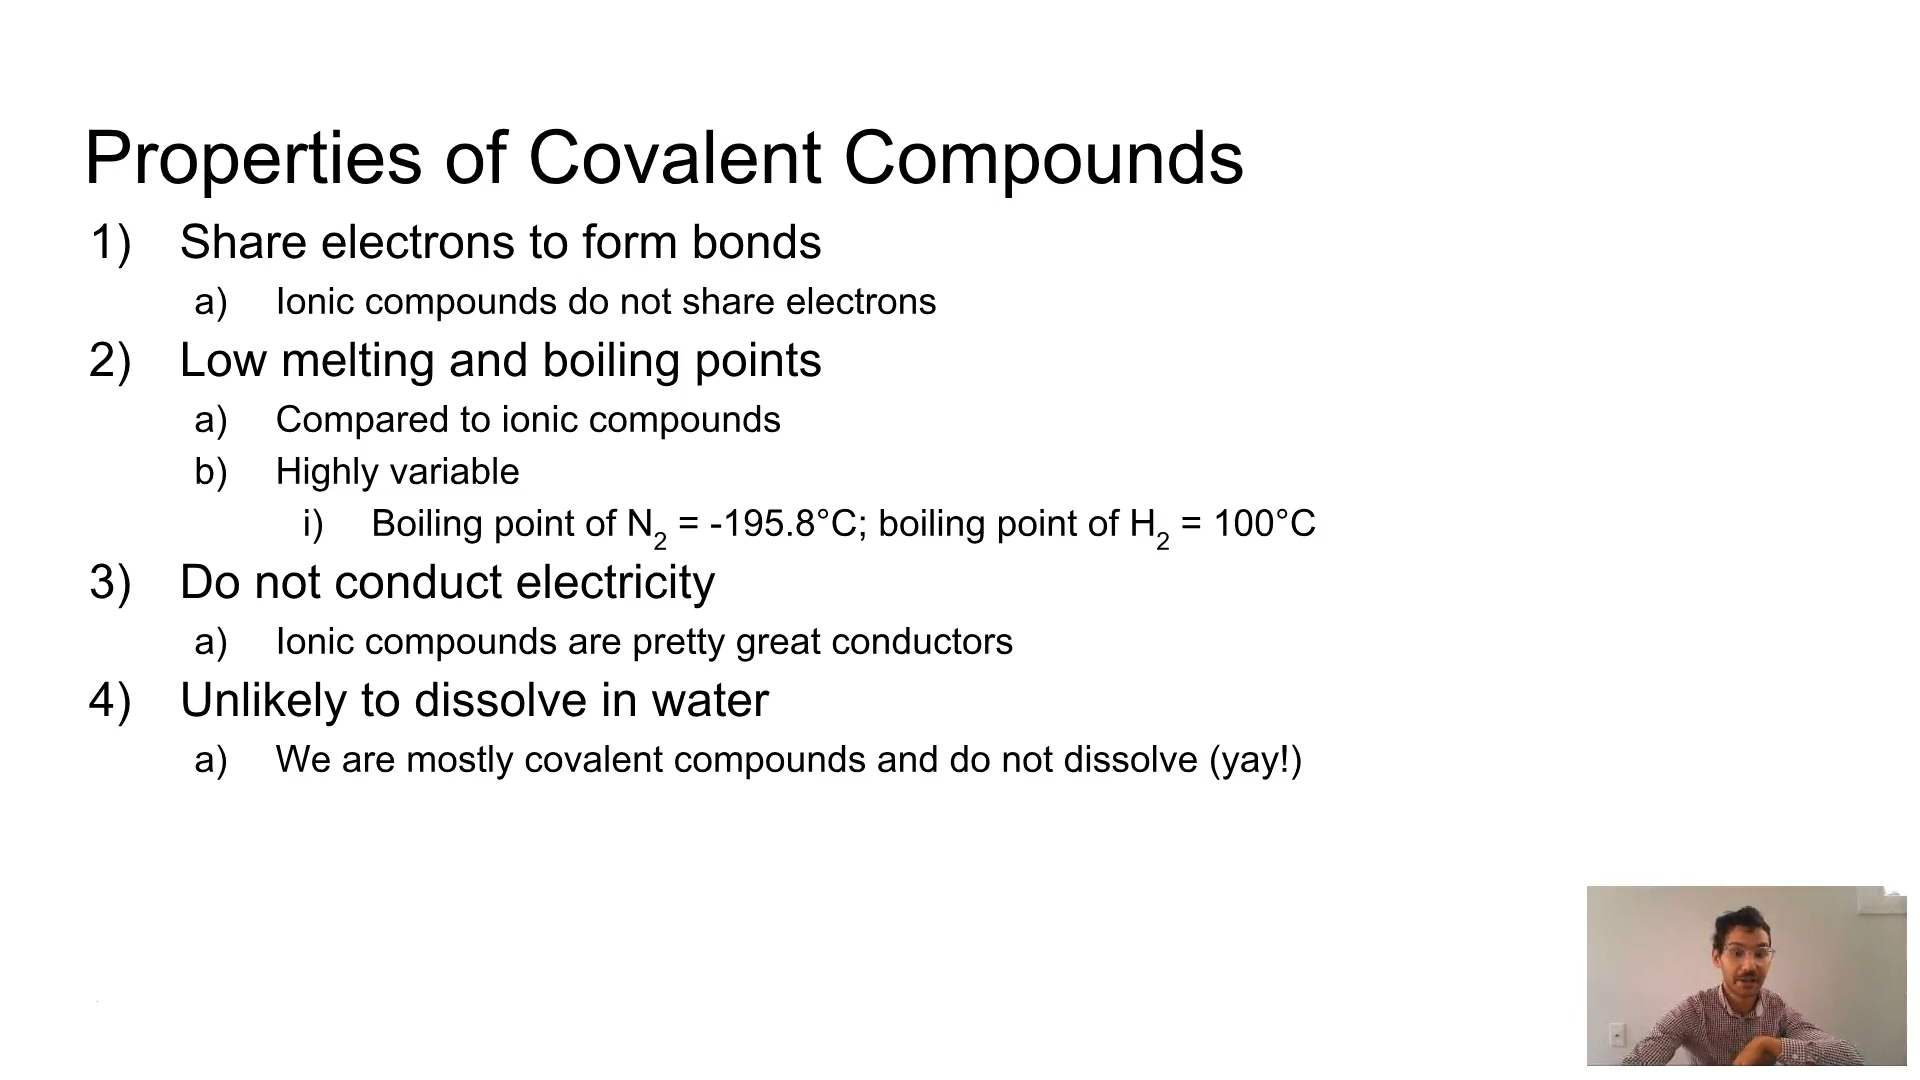 Properties of Covalent Compounds
1) Share electrons to form bonds
a) Ionic compounds do not share electrons
2) Low melting and boiling points
a) Compared to ionic compounds
b) Highly variable
i) Boiling point of N₂ = -195.8°C; boiling point of H₂ = 100°C
3) Do not conduct electricity
a) Ionic compounds are pretty great conductors
4) Unlikely to dissolve in water
a) We are mostly covalent compounds and do not dissolve (yay!)